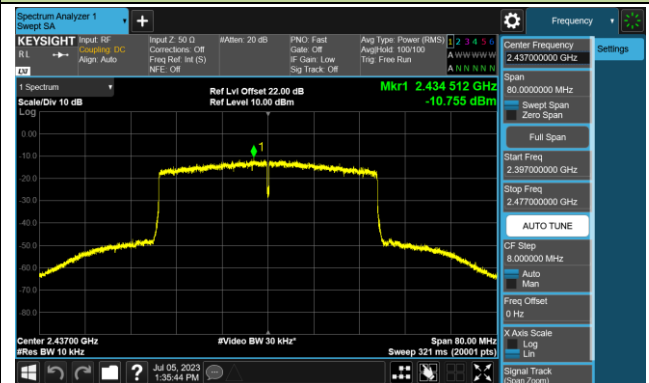 Spectrum Analyzer 1
Swept SA
+
Frequency
KEYSIGHT Input: RF Input Z: 50 Ω #Atten: 20 dB PNO: Fast Avg Type: Power (RMS) 1 2 3 4 5 6
RL Coupling: DC Corrections: Off Gate: Off Avg|Hold: 100/100 A W W W W W
Align: Auto Freq Ref: Int (S) IF Gain: Low Trig: Free Run
NFE: Off Sig Track: Off A N N N N N
LXI
1 Spectrum
Scale/Div 10 dB
Log
Ref Lvl Offset 22.00 dB
Ref Level 10.00 dBm
Mkr1 2.434 512 GHz
-10.755 dBm
1
0.00
-10.0
-20.0
-30.0
-40.0
-50.0
-60.0
-70.0
-80.0
Center 2.43700 GHz #Video BW 30 kHz* Span 80.00 MHz
#Res BW 10 kHz Sweep 321 ms (20001 pts)
Jul 05, 2023
1:35:44 PM
?
Center Frequency
2.437000000 GHz
Span
80.0000000 MHz
Swept Span
Zero Span
Full Span
Start Freq
2.397000000 GHz
Stop Freq
2.477000000 GHz
AUTO TUNE
CF Step
8.000000 MHz
Auto
Man
Freq Offset
0 Hz
X Axis Scale
Log
Lin
Signal Track
(Span Zoom)
Settings